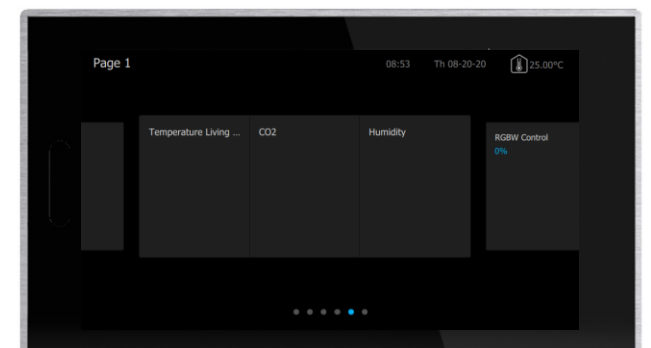 Page 1
08:53 Th 08-20-20 25.00°C
Temperature Living ... CO2 Humidity
RGBW Control
0%